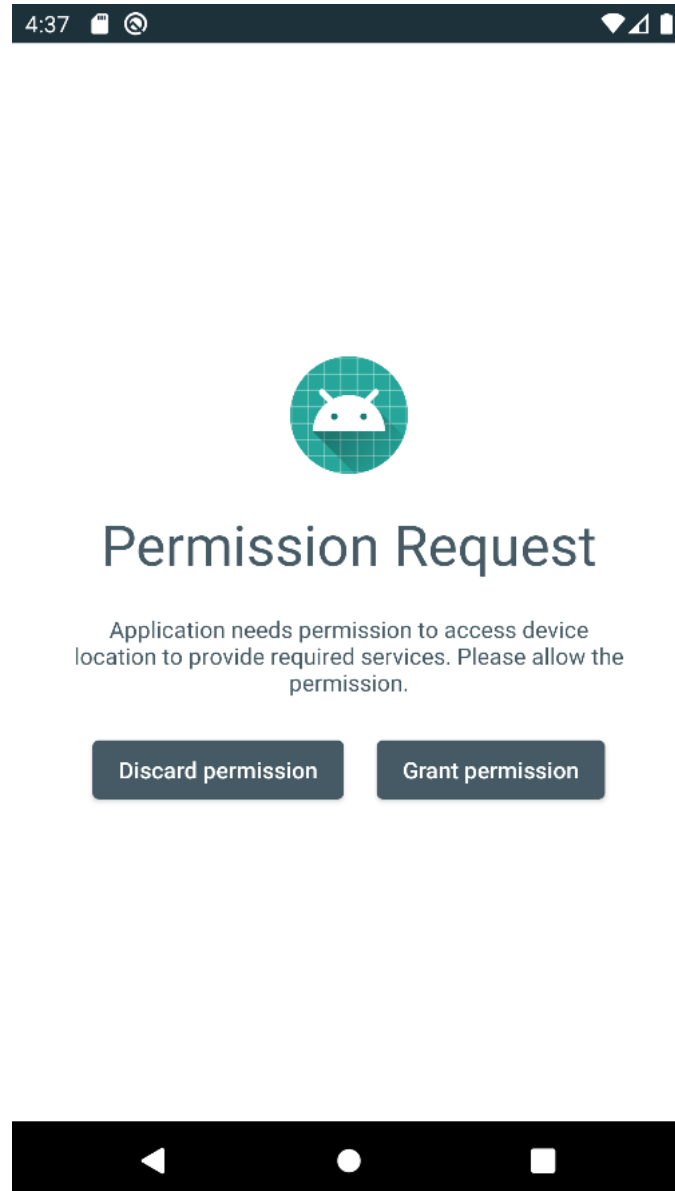 4:37
Permission Request
Application needs permission to access device
location to provide required services. Please allow the
permission.
Discard permission
Grant permission